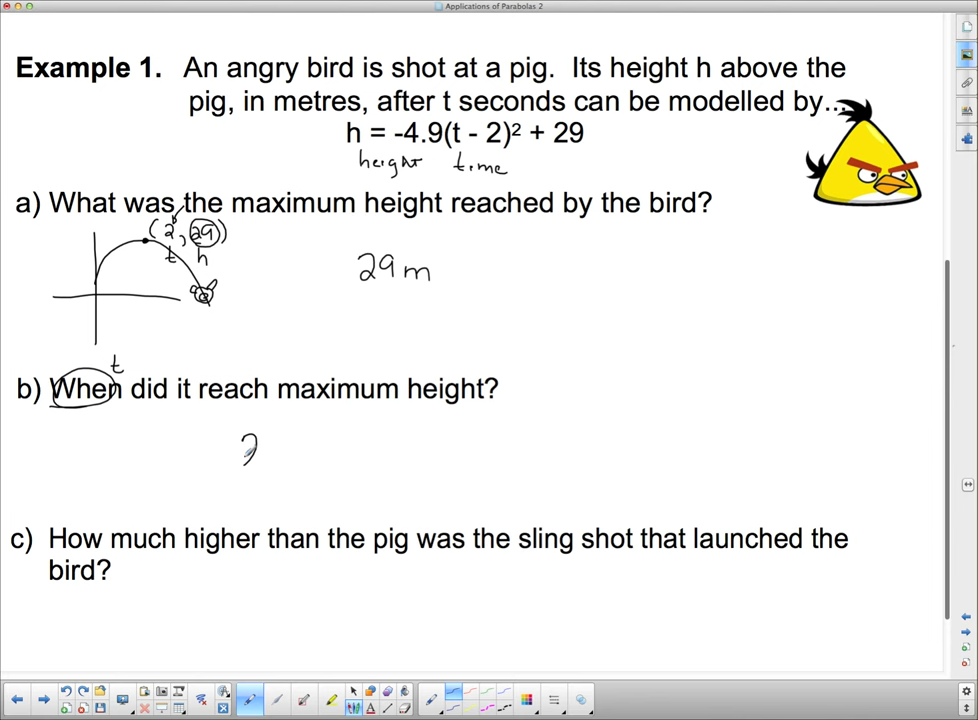 Applications of Parabolas 2
Example 1. An angry bird is shot at a pig. Its height h above the
pig, in metres, after t seconds can be modelled by...
h = -4.9(t - 2)² + 29
height time
a) What was the maximum height reached by the bird?
(2, 29)
t h
29 m
t
b) When did it reach maximum height?
2
c) How much higher than the pig was the sling shot that launched the
bird?